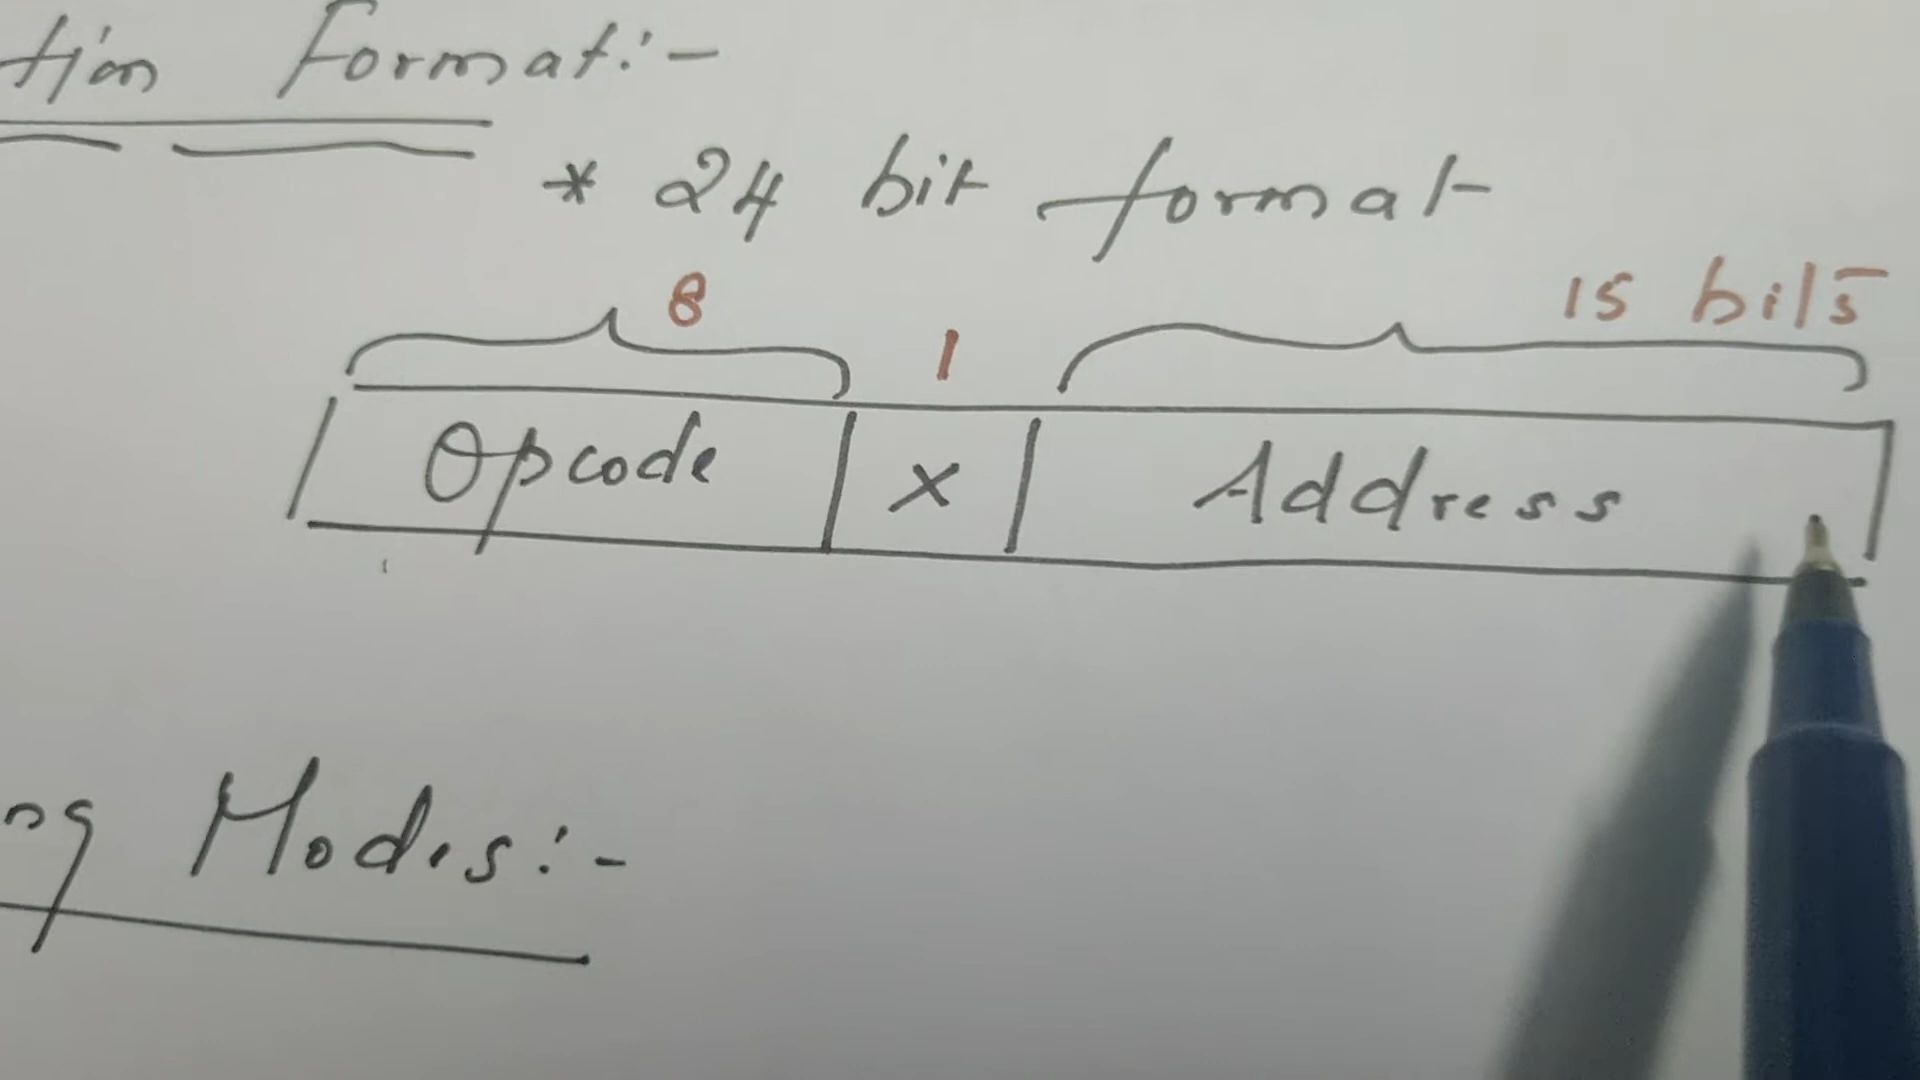 Format:-
* 24 bit format
8 1 15 bits
Opcode x Address
Modes:-